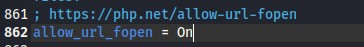 861 ; https://php.net/allow-url-fopen
862 allow_url_fopen = On